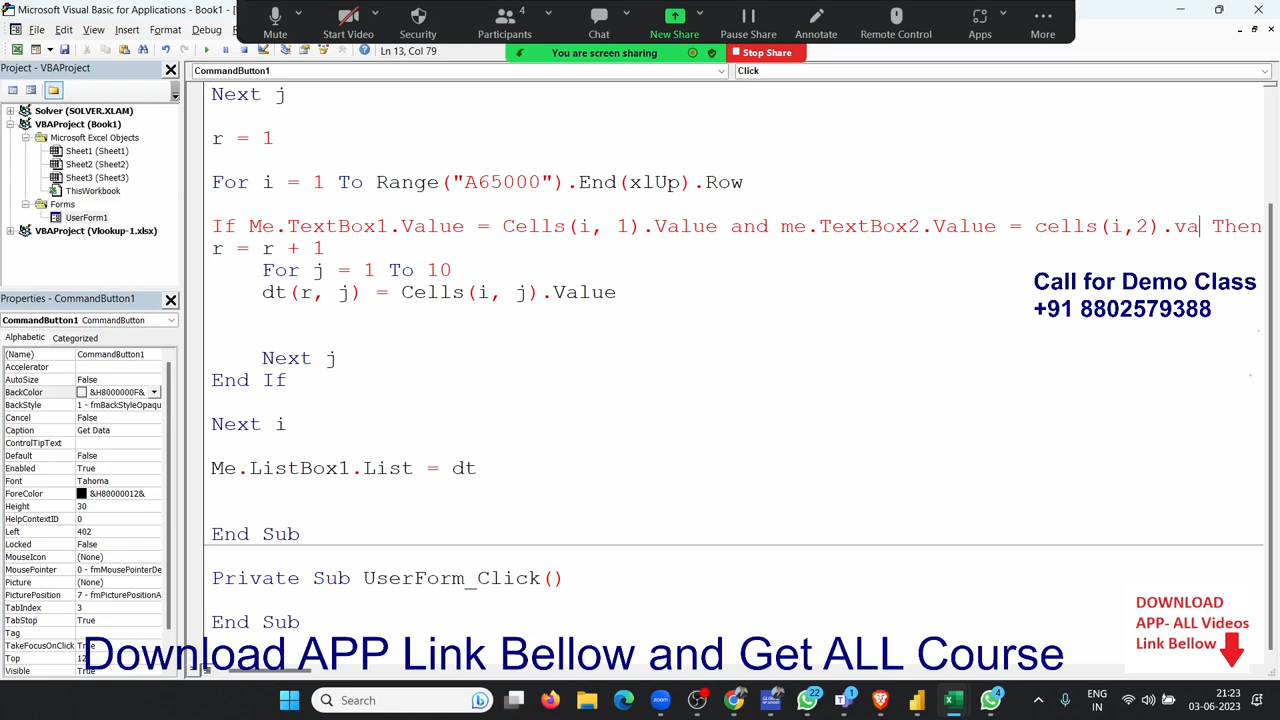 Microsoft Visual Basic for Applications - Book1
File Edit View Insert Format Debug
Mute Start Video Security Participants 4 Chat New Share Pause Share Annotate Remote Control Apps More
Ln 13, Col 79
You are screen sharing Stop Share
Project - VBAProject
CommandButton1 Click
Solver (SOLVER.XLAM)
VBAProject (Book1)
Microsoft Excel Objects
Sheet1 (Sheet1)
Sheet2 (Sheet2)
Sheet3 (Sheet3)
ThisWorkbook
Forms
UserForm1
VBAProject (Vlookup-1.xlsx)
Properties - CommandButton1
CommandButton1 CommandButton
Alphabetic Categorized
(Name) CommandButton1
Accelerator
AutoSize False
BackColor &H8000000F&
BackStyle 1 - fmBackStyleOpaqu
Cancel False
Caption Get Data
ControlTipText
Default False
Enabled True
Font Tahoma
ForeColor &H80000012&
Height 30
HelpContextID 0
Left 402
Locked False
MouseIcon (None)
MousePointer 0 - fmMousePointerDe
Picture (None)
PicturePosition 7 - fmPicturePositionA
TabIndex 3
TabStop True
Tag
TakeFocusOnClick True
Top 12
Visible True
Next j
r = 1
For i = 1 To Range("A65000").End(xlUp).Row
If Me.TextBox1.Value = Cells(i, 1).Value and me.TextBox2.Value = cells(i,2).va Then
r = r + 1
For j = 1 To 10
dt(r, j) = Cells(i, j).Value
Next j
End If
Next i
Me.ListBox1.List = dt
End Sub
Private Sub UserForm_Click()
End Sub
Call for Demo Class
+91 8802579388
DOWNLOAD
APP- ALL Videos
Link Bellow
Download APP Link Bellow and Get ALL Course
Search
zoom
22
1
4
ENG
IN
21:23
03-06-2023